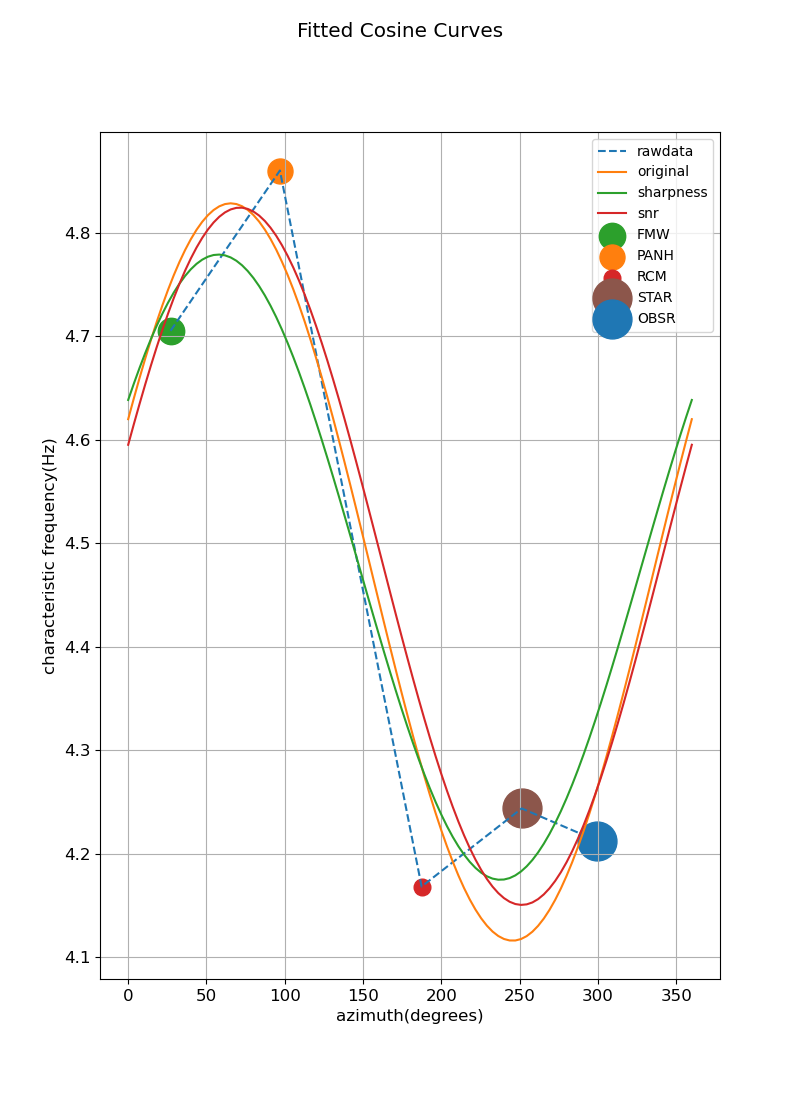 Fitted Cosine Curves
rawdata
original
sharpness
snr
FMW
PANH
RCM
STAR
OBSR
4.8
4.7
4.6
4.5
4.4
4.3
4.2
4.1
characteristic frequency(Hz)
0 50 100 150 200 250 300 350
azimuth(degrees)